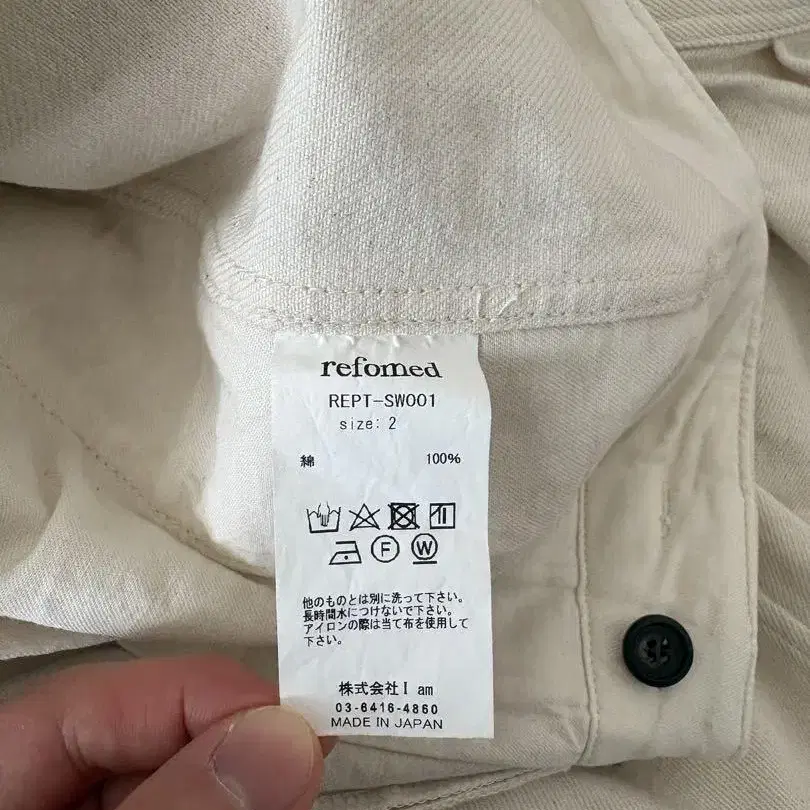 refomed
REPT-SW001
size: 2
綿 100%
F W
他のものとは別に洗って下さい。
長時間水につけないで下さい。
アイロンの際は当て布を使用して
下さい。
株式会社I am
03-6416-4860
MADE IN JAPAN